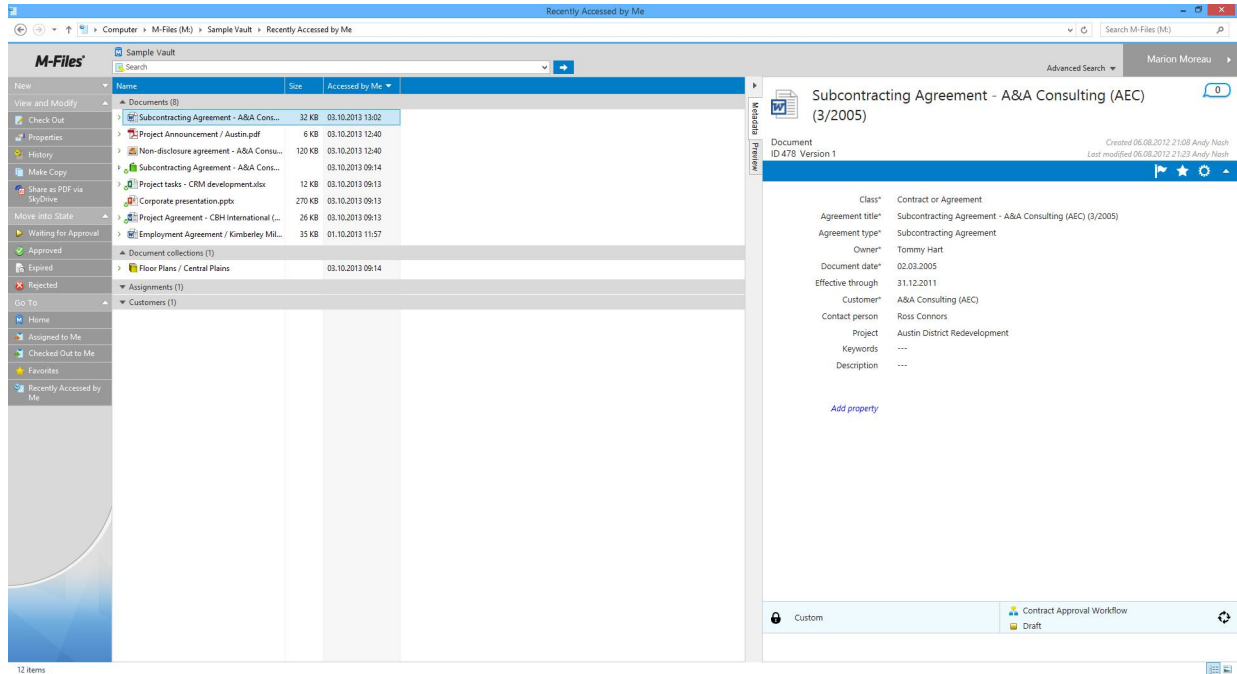 Recently Accessed by Me
Computer ▸ M-Files (M:) ▸ Sample Vault ▸ Recently Accessed by Me
Search M-Files (M:)
M-Files
Sample Vault
Search
Advanced Search
Marion Moreau
New
View and Modify
Check Out
Properties
History
Make Copy
Share as PDF via
SkyDrive
Move into State
Waiting for Approval
Approved
Expired
Rejected
Go To
Home
Assigned to Me
Checked Out to Me
Favorites
Recently Accessed by
Me
Name Size Accessed by Me
Documents (8)
Subcontracting Agreement - A&A Cons... 32 KB 03.10.2013 13:02
Project Announcement / Austin.pdf 6 KB 03.10.2013 12:40
Non-disclosure agreement - A&A Consu... 120 KB 03.10.2013 12:40
Subcontracting Agreement - A&A Cons... 03.10.2013 09:14
Project tasks - CRM development.xlsx 12 KB 03.10.2013 09:13
Corporate presentation.pptx 270 KB 03.10.2013 09:13
Project Agreement - CBH International (... 26 KB 03.10.2013 09:13
Employment Agreement / Kimberley Mil... 35 KB 01.10.2013 11:57
Document collections (1)
Floor Plans / Central Plains 03.10.2013 09:14
Assignments (1)
Customers (1)
Metadata
Preview
Subcontracting Agreement - A&A Consulting (AEC)
(3/2005)
0
Document Created 06.08.2012 21:08 Andy Nash
ID 478 Version 1 Last modified 06.08.2012 21:23 Andy Nash
Class* Contract or Agreement
Agreement title* Subcontracting Agreement - A&A Consulting (AEC) (3/2005)
Agreement type* Subcontracting Agreement
Owner* Tommy Hart
Document date* 02.03.2005
Effective through 31.12.2011
Customer* A&A Consulting (AEC)
Contact person Ross Connors
Project Austin District Redevelopment
Keywords ---
Description ---
Add property
Custom
Contract Approval Workflow
Draft
12 items